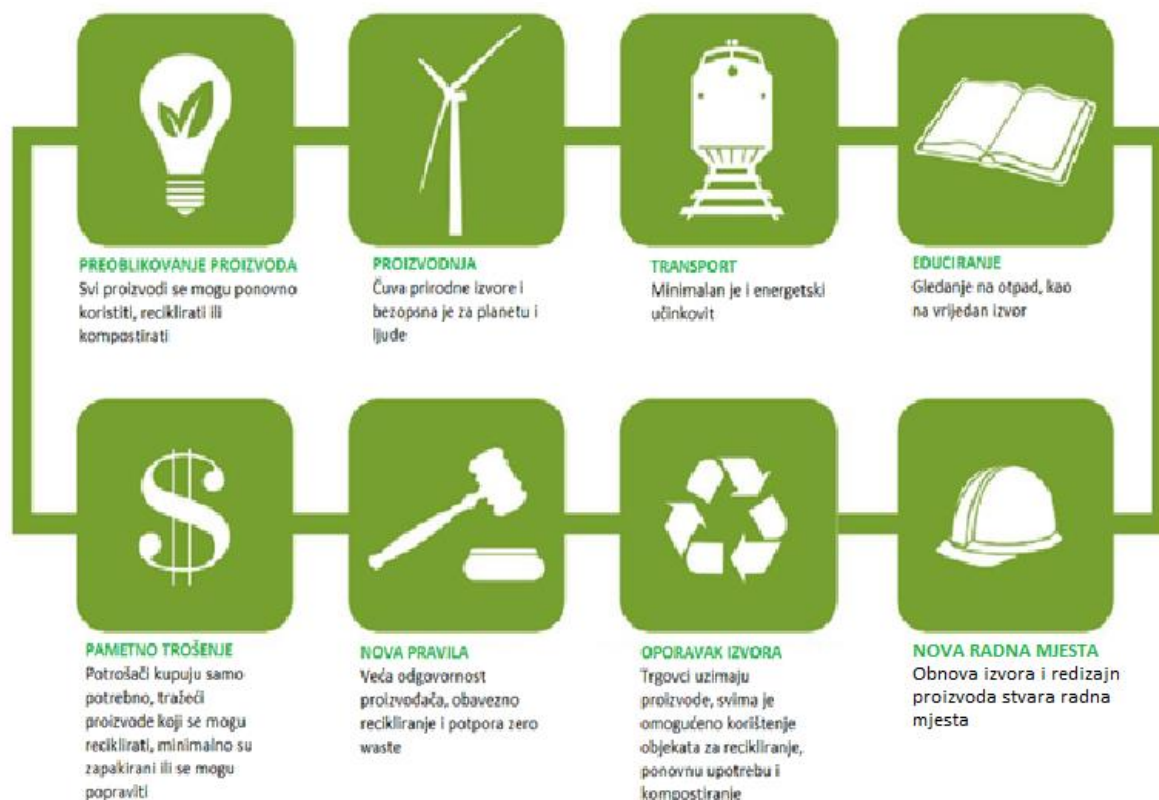 PREOBLIKOVANJE PROIZVODA
Svi proizvodi se mogu ponovno
koristiti, reciklirati ili
kompostirati
PROIZVODNJA
Čuva prirodne izvore i
bezopsna je za planetu i
ljude
TRANSPORT
Minimalan je i energetski
učinkovit
EDUCIRANJE
Gledanje na otpad, kao
na vrijedan izvor
PAMETNO TROŠENJE
Potrošači kupuju samo
potrebno, tražeći
proizvode koji se mogu
reciklirati, minimalno su
zapakirani ili se mogu
popraviti
NOVA PRAVILA
Veća odgovornost
proizvođača, obavezno
recikliranje i potpora zero
waste
OPORAVAK IZVORA
Trgovci uzimaju
proizvode, svima je
omogućeno korištenje
objekata za recikliranje,
ponovnu upotrebu i
kompostiranje
NOVA RADNA MJESTA
Obnova izvora i redizajn
proizvoda stvara radna
mjesta